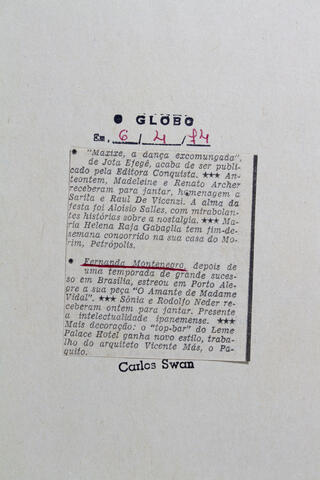 O GLOBO
Em, 6 / 4 / 74
• "Maxixe, a dança excomungada",
de Jota Efegê, acaba de ser publi-
cado pela Editora Conquista. ★★★ An-
teontem, Madeleine e Renato Archer
receberam para jantar, homenagem a
Sarita e Raul De Vicenzi. A alma da
festa foi Aloisio Salles, com mirabolan-
tes histórias sobre a nostalgia. ★★★ Ma-
ria Helena Raja Gabaglia tem fim-de-
semana concorrido na sua casa do Mo-
rim, Petrópolis.
• Fernanda Montenegro, depois de
uma temporada de grande suces-
so em Brasília, estreou em Porto Ale-
gre a sua peça "O Amante de Madame
Vidal". ★★★ Sônia e Rodolfo Neder re-
ceberam ontem para jantar. Presente
a intelectualidade ipanemense. ★★★
Mais decoração: o "top-bar" do Leme
Palace Hotel ganha novo estilo, traba-
lho do arquiteto Vicente Más, o Pa-
quito.
Carlos Swan